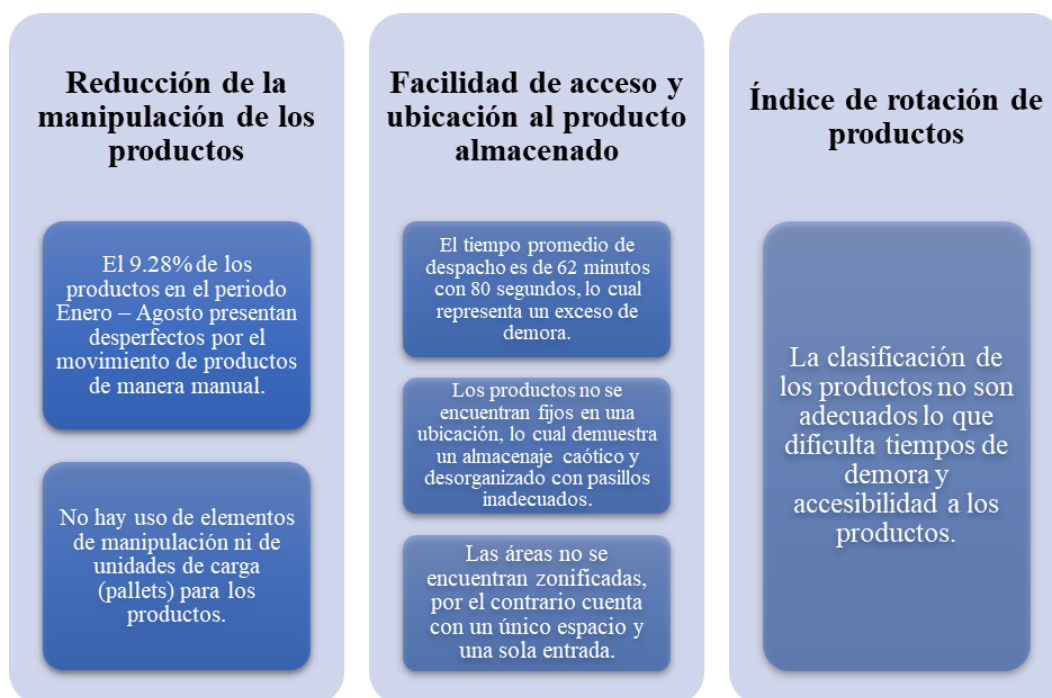 Reducción de la
manipulación de los
productos
El 9.28% de los
productos en el periodo
Enero – Agosto presentan
desperfectos por el
movimiento de productos
de manera manual.
No hay uso de elementos
de manipulación ni de
unidades de carga
(pallets) para los
productos.
Facilidad de acceso y
ubicación al producto
almacenado
El tiempo promedio de
despacho es de 62 minutos
con 80 segundos, lo cual
representa un exceso de
demora.
Los productos no se
encuentran fijos en una
ubicación, lo cual demuestra
un almacenaje caótico y
desorganizado con pasillos
inadecuados.
Las áreas no se
encuentran zonificadas,
por el contrario cuenta
con un único espacio y
una sola entrada.
Índice de rotación de
productos
La clasificación de
los productos no son
adecuados lo que
dificulta tiempos de
demora y
accesibilidad a los
productos.